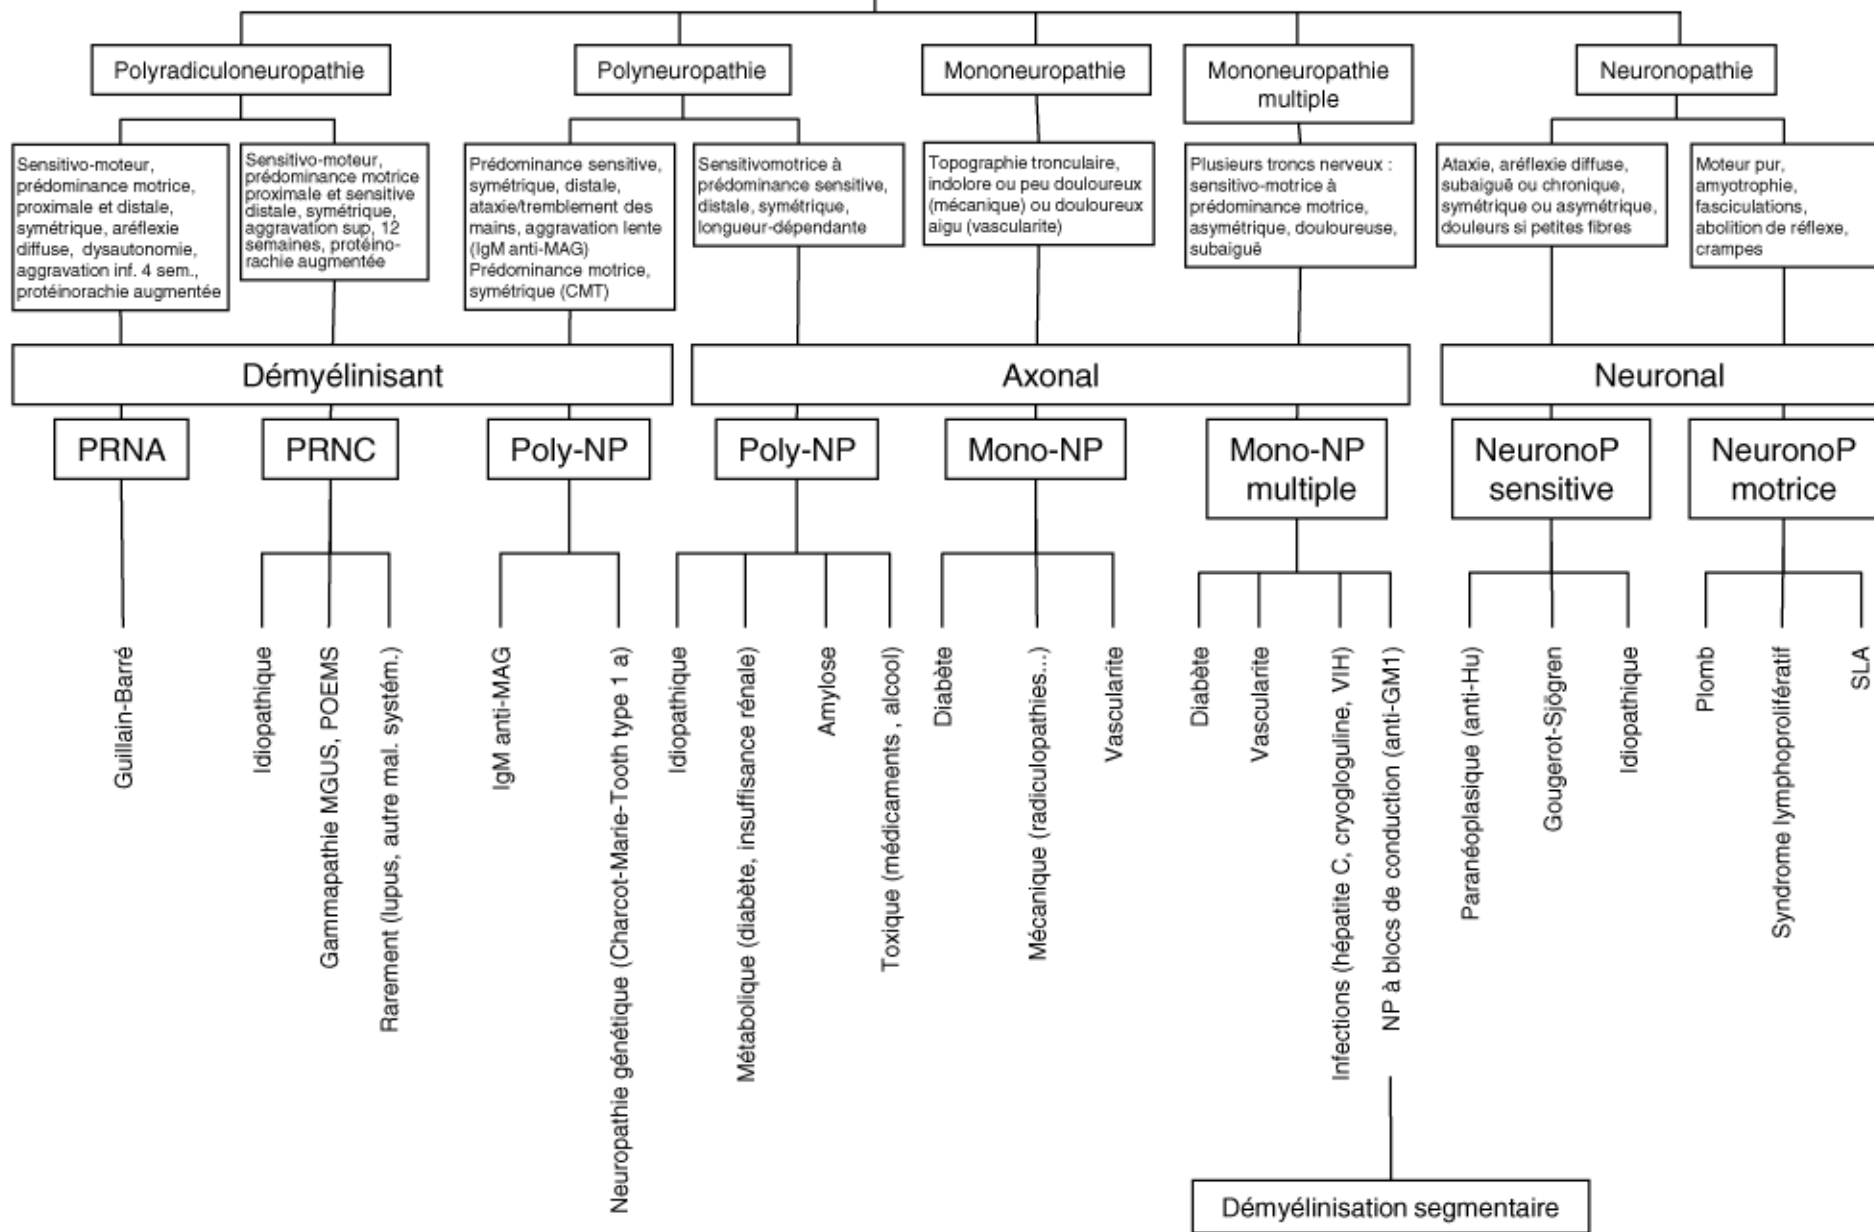 Polyradiculoneuropathie
Polyneuropathie
Mononeuropathie
Mononeuropathie
multiple
Neuronopathie
Sensitivo-moteur,
prédominance motrice,
proximale et distale,
symétrique, aréflexie
diffuse, dysautonomie,
aggravation inf. 4 sem.,
protéinorachie augmentée
Sensitivo-moteur,
prédominance motrice
proximale et sensitive
distale, symétrique,
aggravation sup, 12
semaines, protéino-
rachie augmentée
Prédominance sensitive,
symétrique, distale,
ataxie/tremblement des
mains, aggravation lente
(IgM anti-MAG)
Prédominance motrice,
symétrique (CMT)
Sensitivomotrice à
prédominance sensitive,
distale, symétrique,
longueur-dépendante
Topographie tronculaire,
indolore ou peu douloureux
(mécanique) ou douloureux
aigu (vascularite)
Plusieurs troncs nerveux :
sensitivo-motrice à
prédominance motrice,
asymétrique, douloureuse,
subaiguë
Ataxie, aréflexie diffuse,
subaiguë ou chronique,
symétrique ou asymétrique,
douleurs si petites fibres
Moteur pur,
amyotrophie,
fasciculations,
abolition de réflexe,
crampes
Démyélinisant
Axonal
Neuronal
PRNA
PRNC
Poly-NP
Poly-NP
Mono-NP
Mono-NP
multiple
NeuronoP
sensitive
NeuronoP
motrice
Guillain-Barré
Idiopathique
Gammapathie MGUS, POEMS
Rarement (lupus, autre mal. systém.)
IgM anti-MAG
Neuropathie génétique (Charcot-Marie-Tooth type 1 a)
Idiopathique
Métabolique (diabète, insuffisance rénale)
Amylose
Toxique (médicaments , alcool)
Diabète
Mécanique (radiculopathies...)
Vascularite
Diabète
Vascularite
Infections (hépatite C, cryoglogu­line, VIH)
NP à blocs de conduction (anti-GM1)
Paranéoplasique (anti-Hu)
Gougerot-Sjögren
Idiopathique
Plomb
Syndrome lymphoprolifératif
SLA
Démyélinisation segmentaire